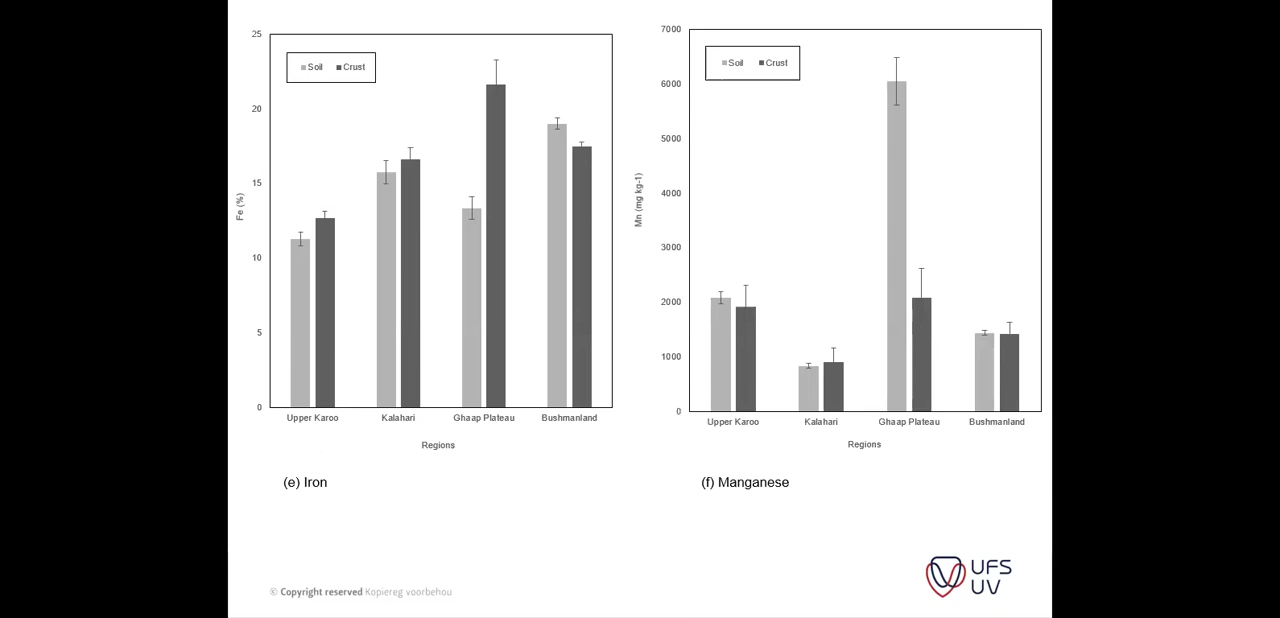 25
20
15
10
5
0
Fe (%)
Soil Crust
Upper Karoo Kalahari Ghaap Plateau Bushmanland
Regions
(e) Iron
7000
6000
5000
4000
3000
2000
1000
0
Mn (mg kg-1)
Soil Crust
Upper Karoo Kalahari Ghaap Plateau Bushmanland
Regions
(f) Manganese
© Copyright reserved Kopiereg voorbehou
UFS
UV